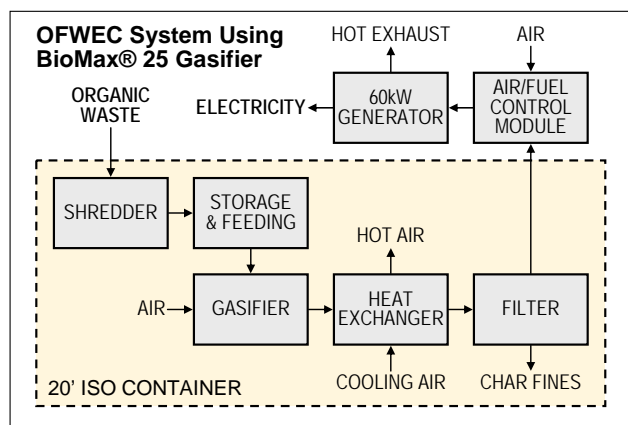 OFWEC System Using
BioMax® 25 Gasifier
HOT EXHAUST
AIR
ORGANIC
WASTE
ELECTRICITY
60kW
GENERATOR
AIR/FUEL
CONTROL
MODULE
SHREDDER
STORAGE
& FEEDING
HOT AIR
AIR
GASIFIER
HEAT
EXCHANGER
FILTER
20' ISO CONTAINER
COOLING AIR
CHAR FINES